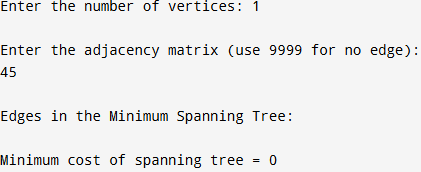 Enter the number of vertices: 1
Enter the adjacency matrix (use 9999 for no edge):
45
Edges in the Minimum Spanning Tree:
Minimum cost of spanning tree = 0